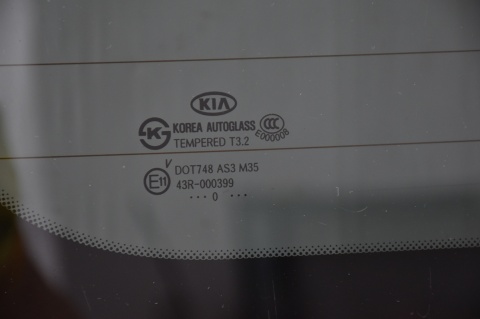 KIA
KOREA AUTOGLASS
CCC
E000008
TEMPERED T3.2
V
DOT748 AS3 M35
E11
43R-000399
... 0 ...